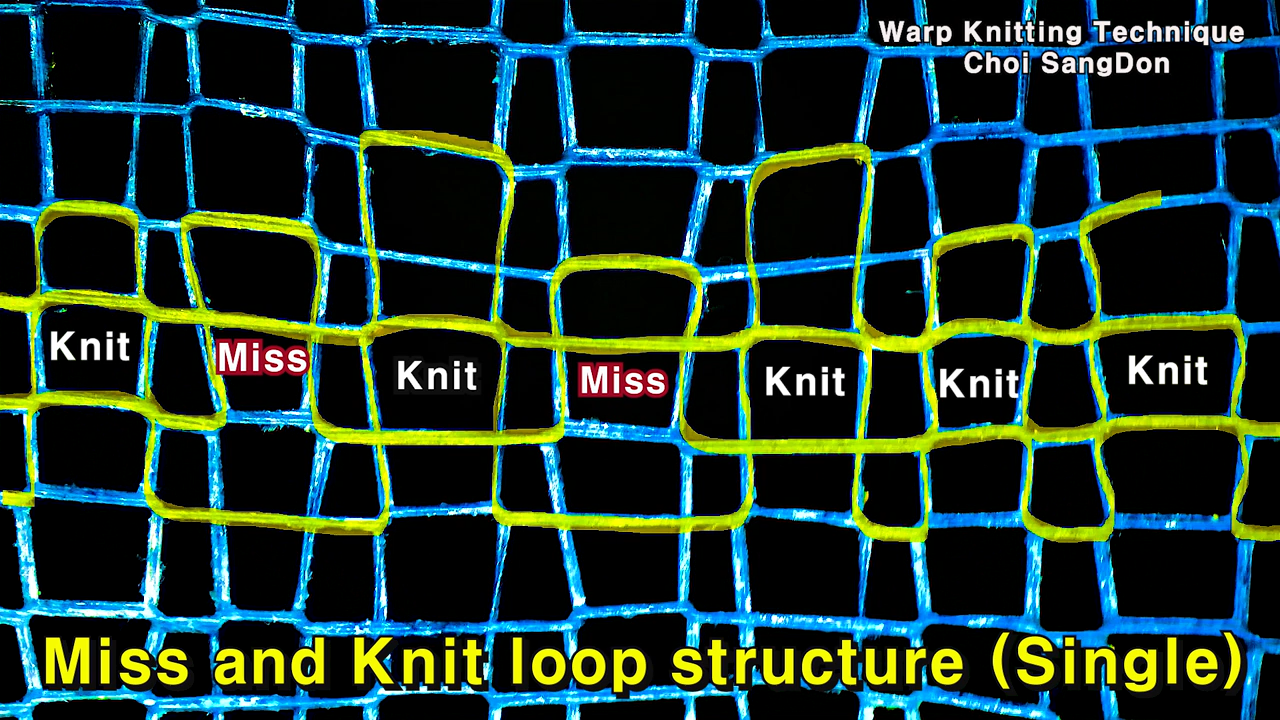 Warp Knitting Technique
Choi SangDon
Knit Miss Knit Miss Knit Knit Knit
Miss and Knit loop structure (Single)